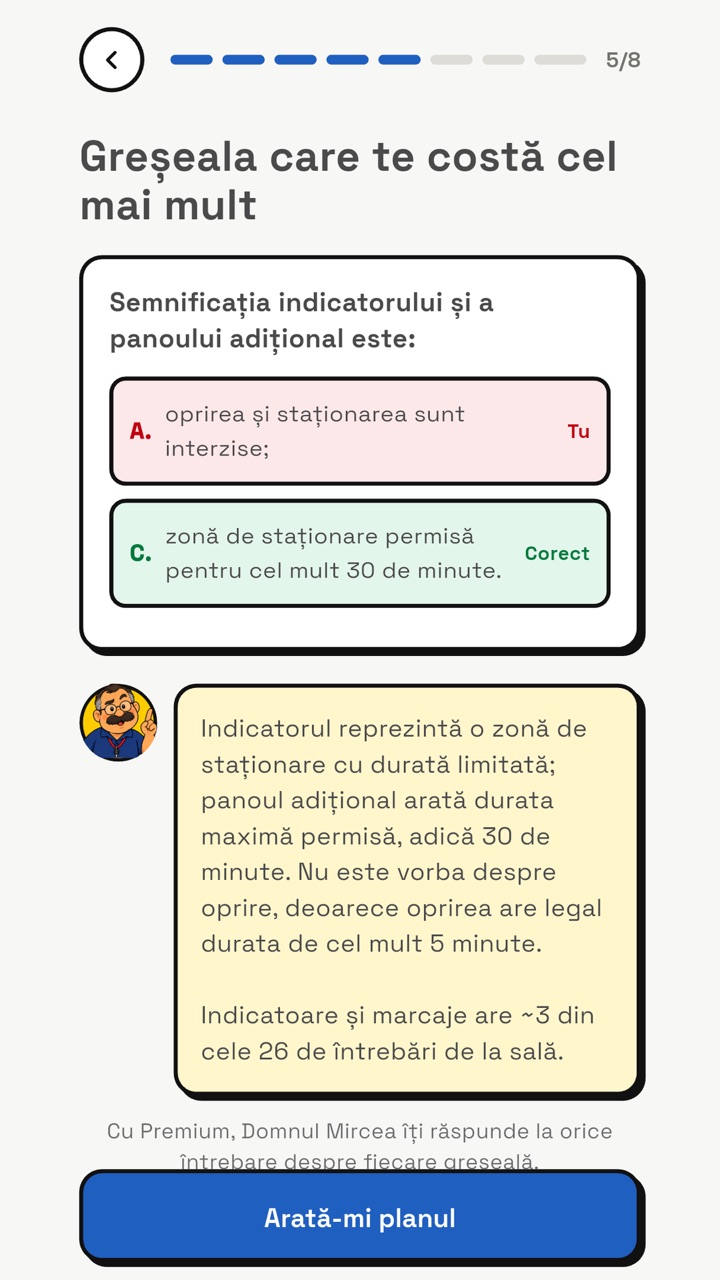 5/8
Greșeala care te costă cel
mai mult
Semnificația indicatorului și a
panoului adițional este:
A. oprirea și staționarea sunt
interzise;
Tu
C. zonă de staționare permisă
pentru cel mult 30 de minute.
Corect
Indicatorul reprezintă o zonă de
staționare cu durată limitată;
panoul adițional arată durata
maximă permisă, adică 30 de
minute. Nu este vorba despre
oprire, deoarece oprirea are legal
durata de cel mult 5 minute.
Indicatoare și marcaje are ~3 din
cele 26 de întrebări de la sală.
Cu Premium, Domnul Mircea îți răspunde la orice
întrebare despre fiecare greșeală.
Arată-mi planul